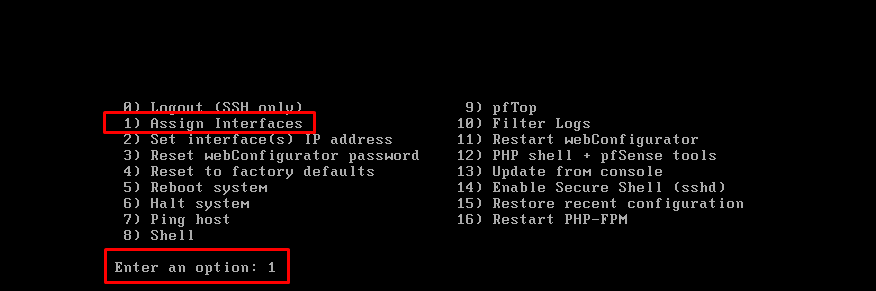 0) Logout (SSH only)
1) Assign Interfaces
2) Set interface(s) IP address
3) Reset webConfigurator password
4) Reset to factory defaults
5) Reboot system
6) Halt system
7) Ping host
8) Shell
9) pfTop
10) Filter Logs
11) Restart webConfigurator
12) PHP shell + pfSense tools
13) Update from console
14) Enable Secure Shell (sshd)
15) Restore recent configuration
16) Restart PHP-FPM
Enter an option: 1